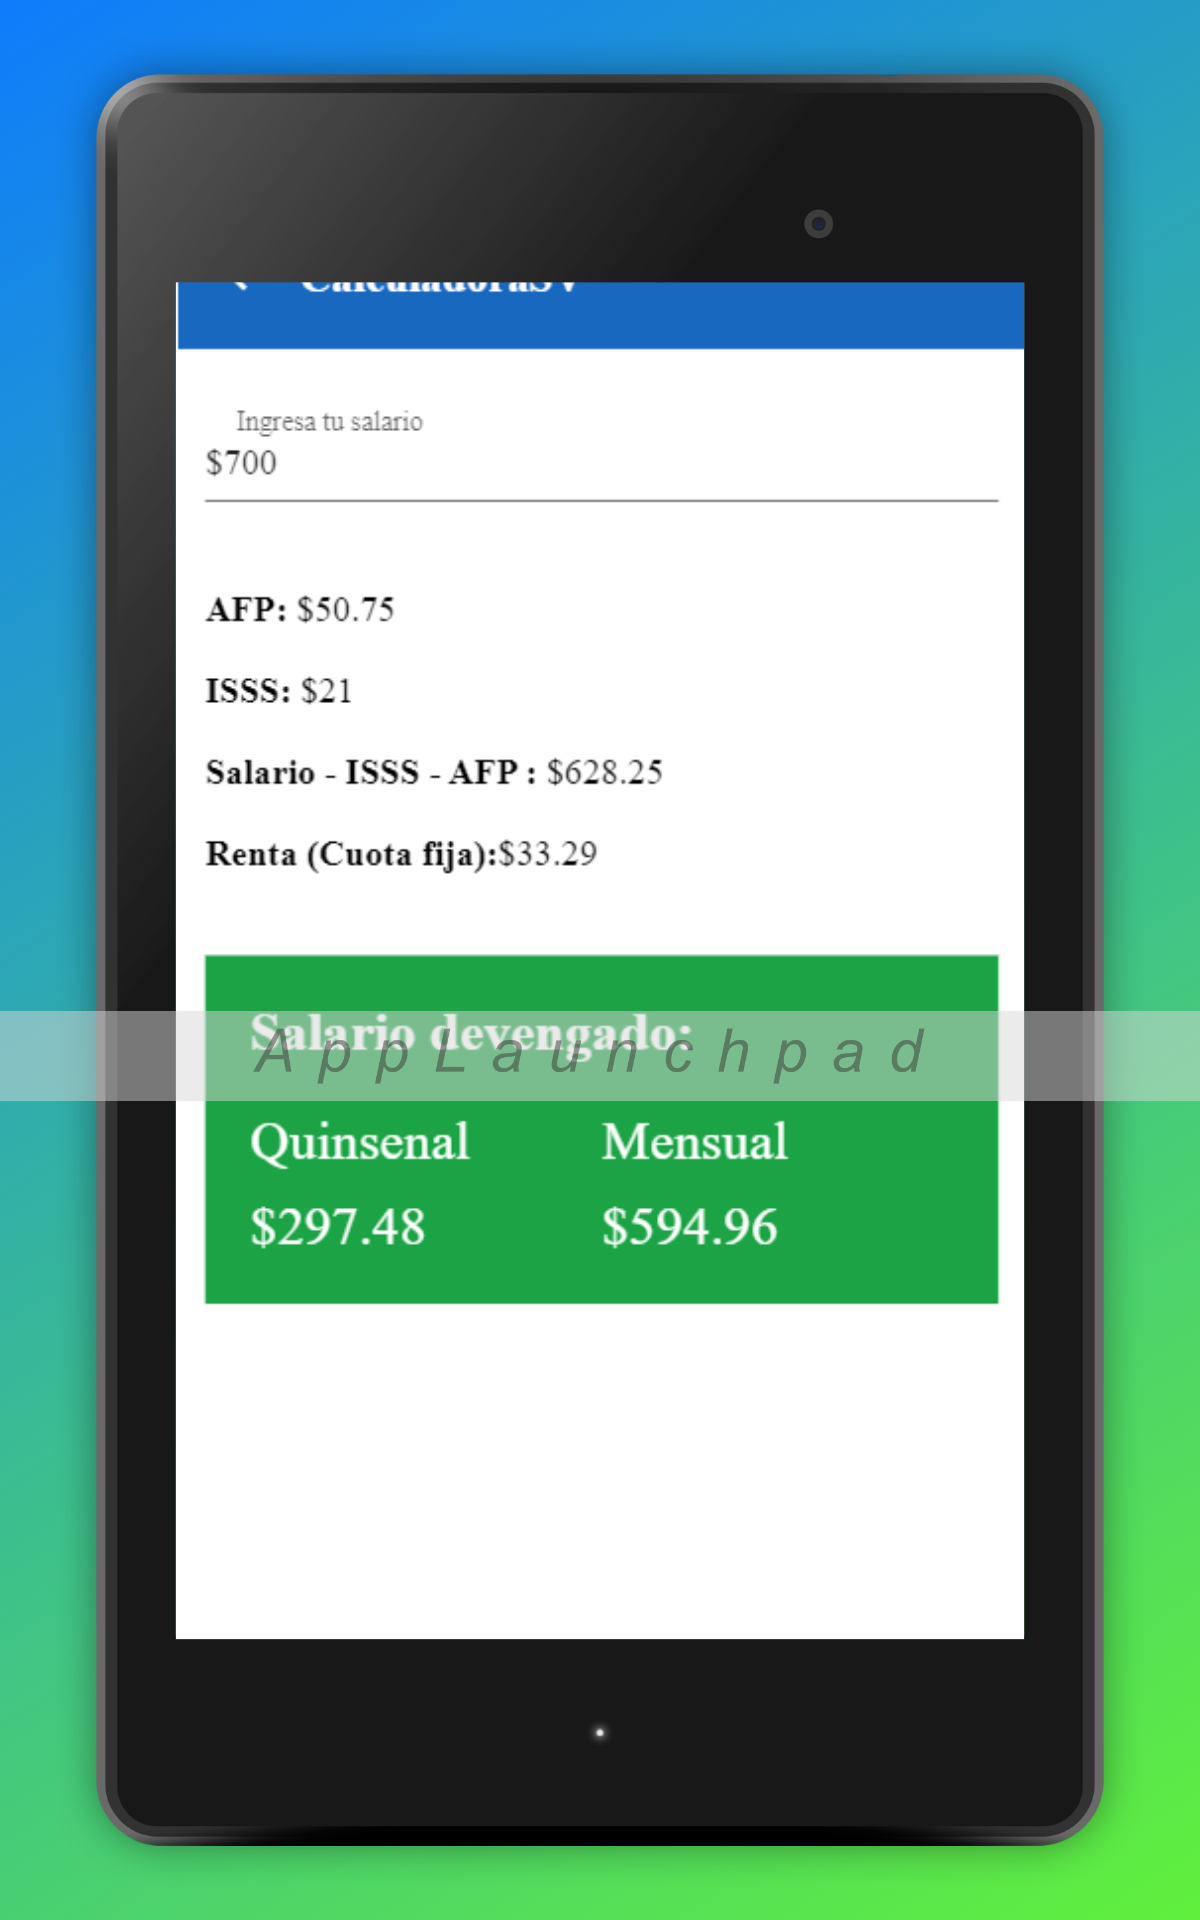 CalculadoraSV
Ingresa tu salario
$700
AFP: $50.75
ISSS: $21
Salario - ISSS - AFP : $628.25
Renta (Cuota fija):$33.29
Salario devengado:
AppLaunchpad
Quinsenal Mensual
$297.48 $594.96